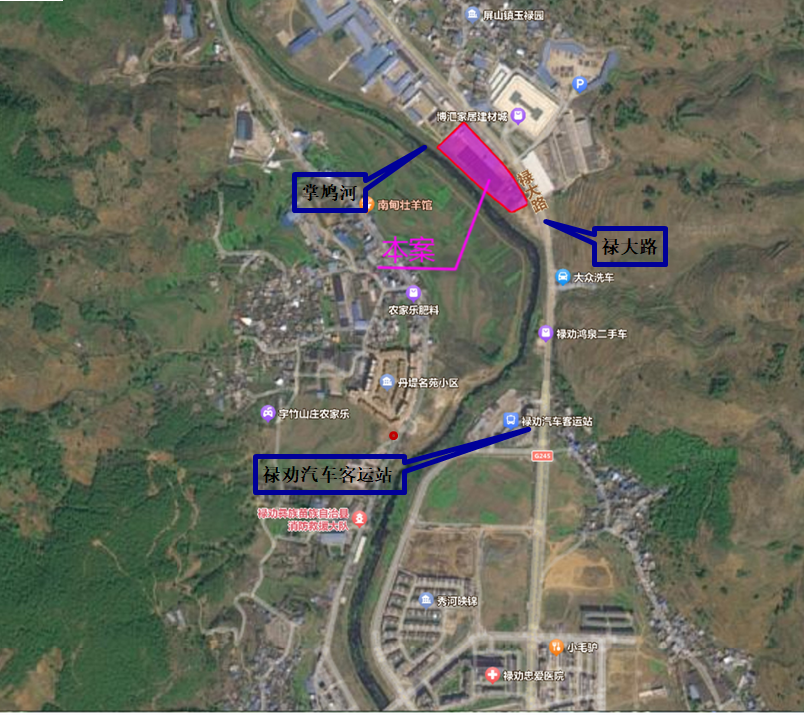 屏山镇玉禄园
P
博汜家居建材城
掌鸠河
禄大路
南甸壮羊馆
禄大路
本案
大众洗车
农家乐肥料
禄劝鸿泉二手车
丹堤名苑小区
字竹山庄农家乐
禄劝汽车客运站
G245
禄劝汽车客运站
禄劝彝族苗族自治县
消防救援大队
秀河映锦
小毛驴
禄劝忠爱医院